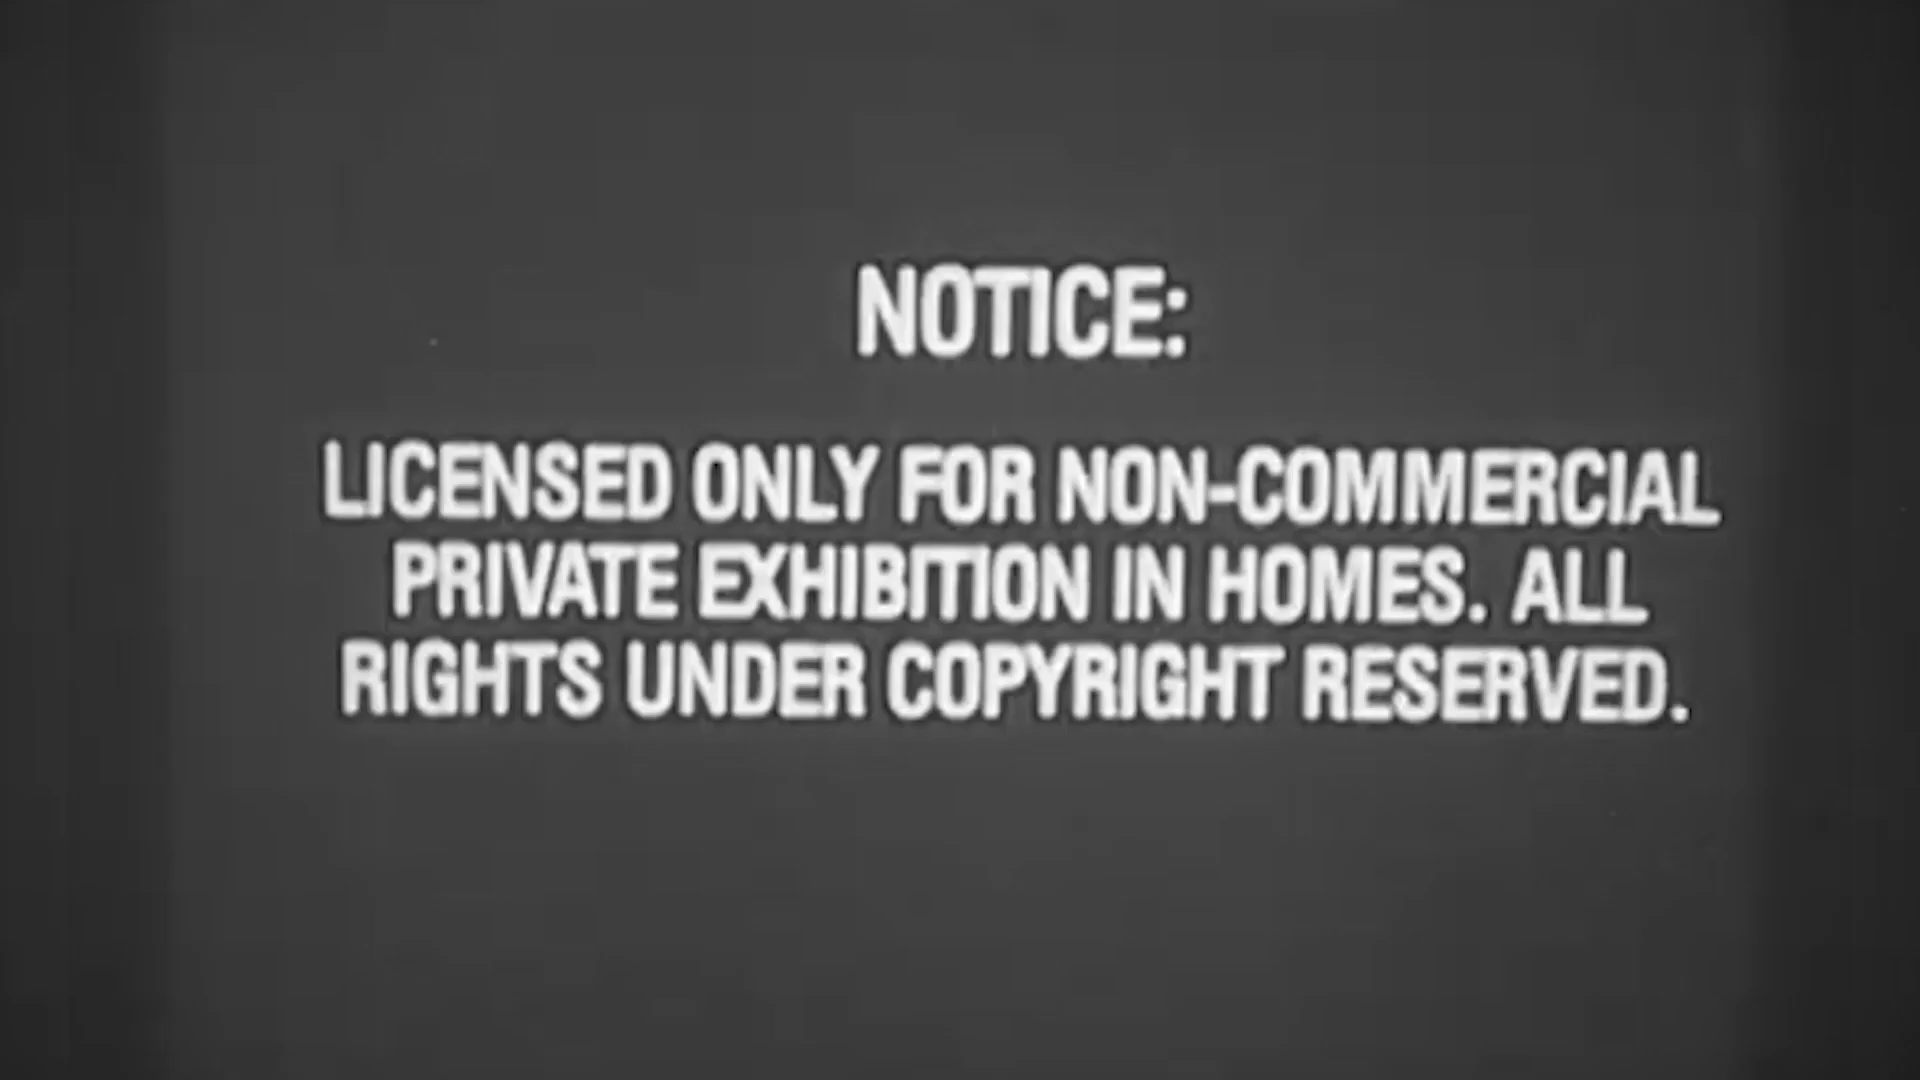 NOTICE:
LICENSED ONLY FOR NON-COMMERCIAL
PRIVATE EXHIBITION IN HOMES. ALL
RIGHTS UNDER COPYRIGHT RESERVED.